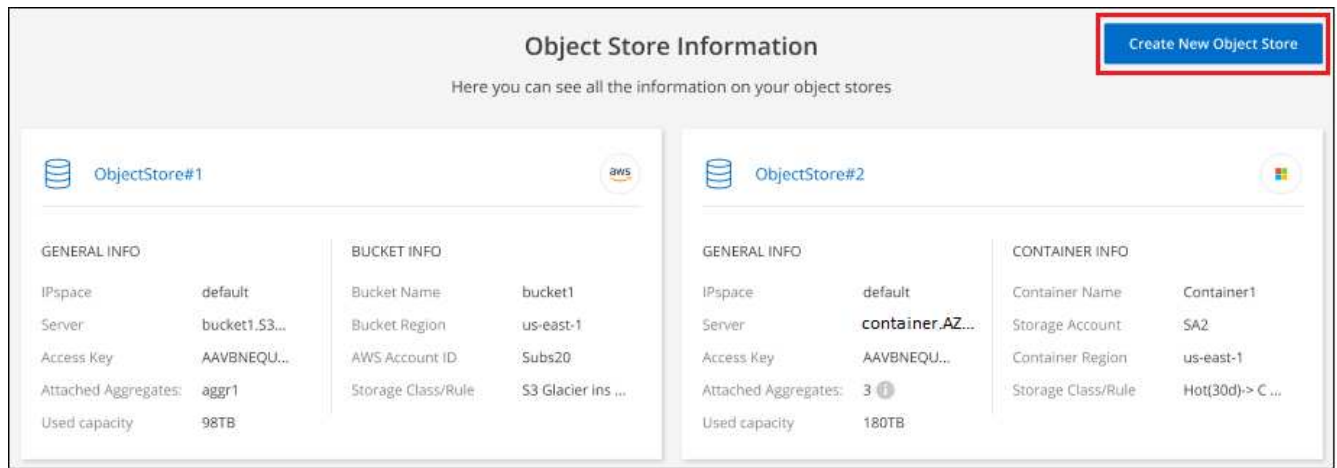 Object Store Information
Create New Object Store
Here you can see all the information on your object stores
ObjectStore#1
aws
GENERAL INFO
BUCKET INFO
IPspace default
Bucket Name bucket1
Server bucket1.S3...
Bucket Region us-east-1
Access Key AAVBNEQU...
AWS Account ID Subs20
Attached Aggregates: aggr1
Storage Class/Rule S3 Glacier ins ...
Used capacity 98TB
ObjectStore#2
GENERAL INFO
CONTAINER INFO
IPspace default
Container Name Container1
Server container.AZ...
Storage Account SA2
Access Key AAVBNEQU...
Container Region us-east-1
Attached Aggregates: 3 i
Storage Class/Rule Hot(30d)-> C ...
Used capacity 180TB